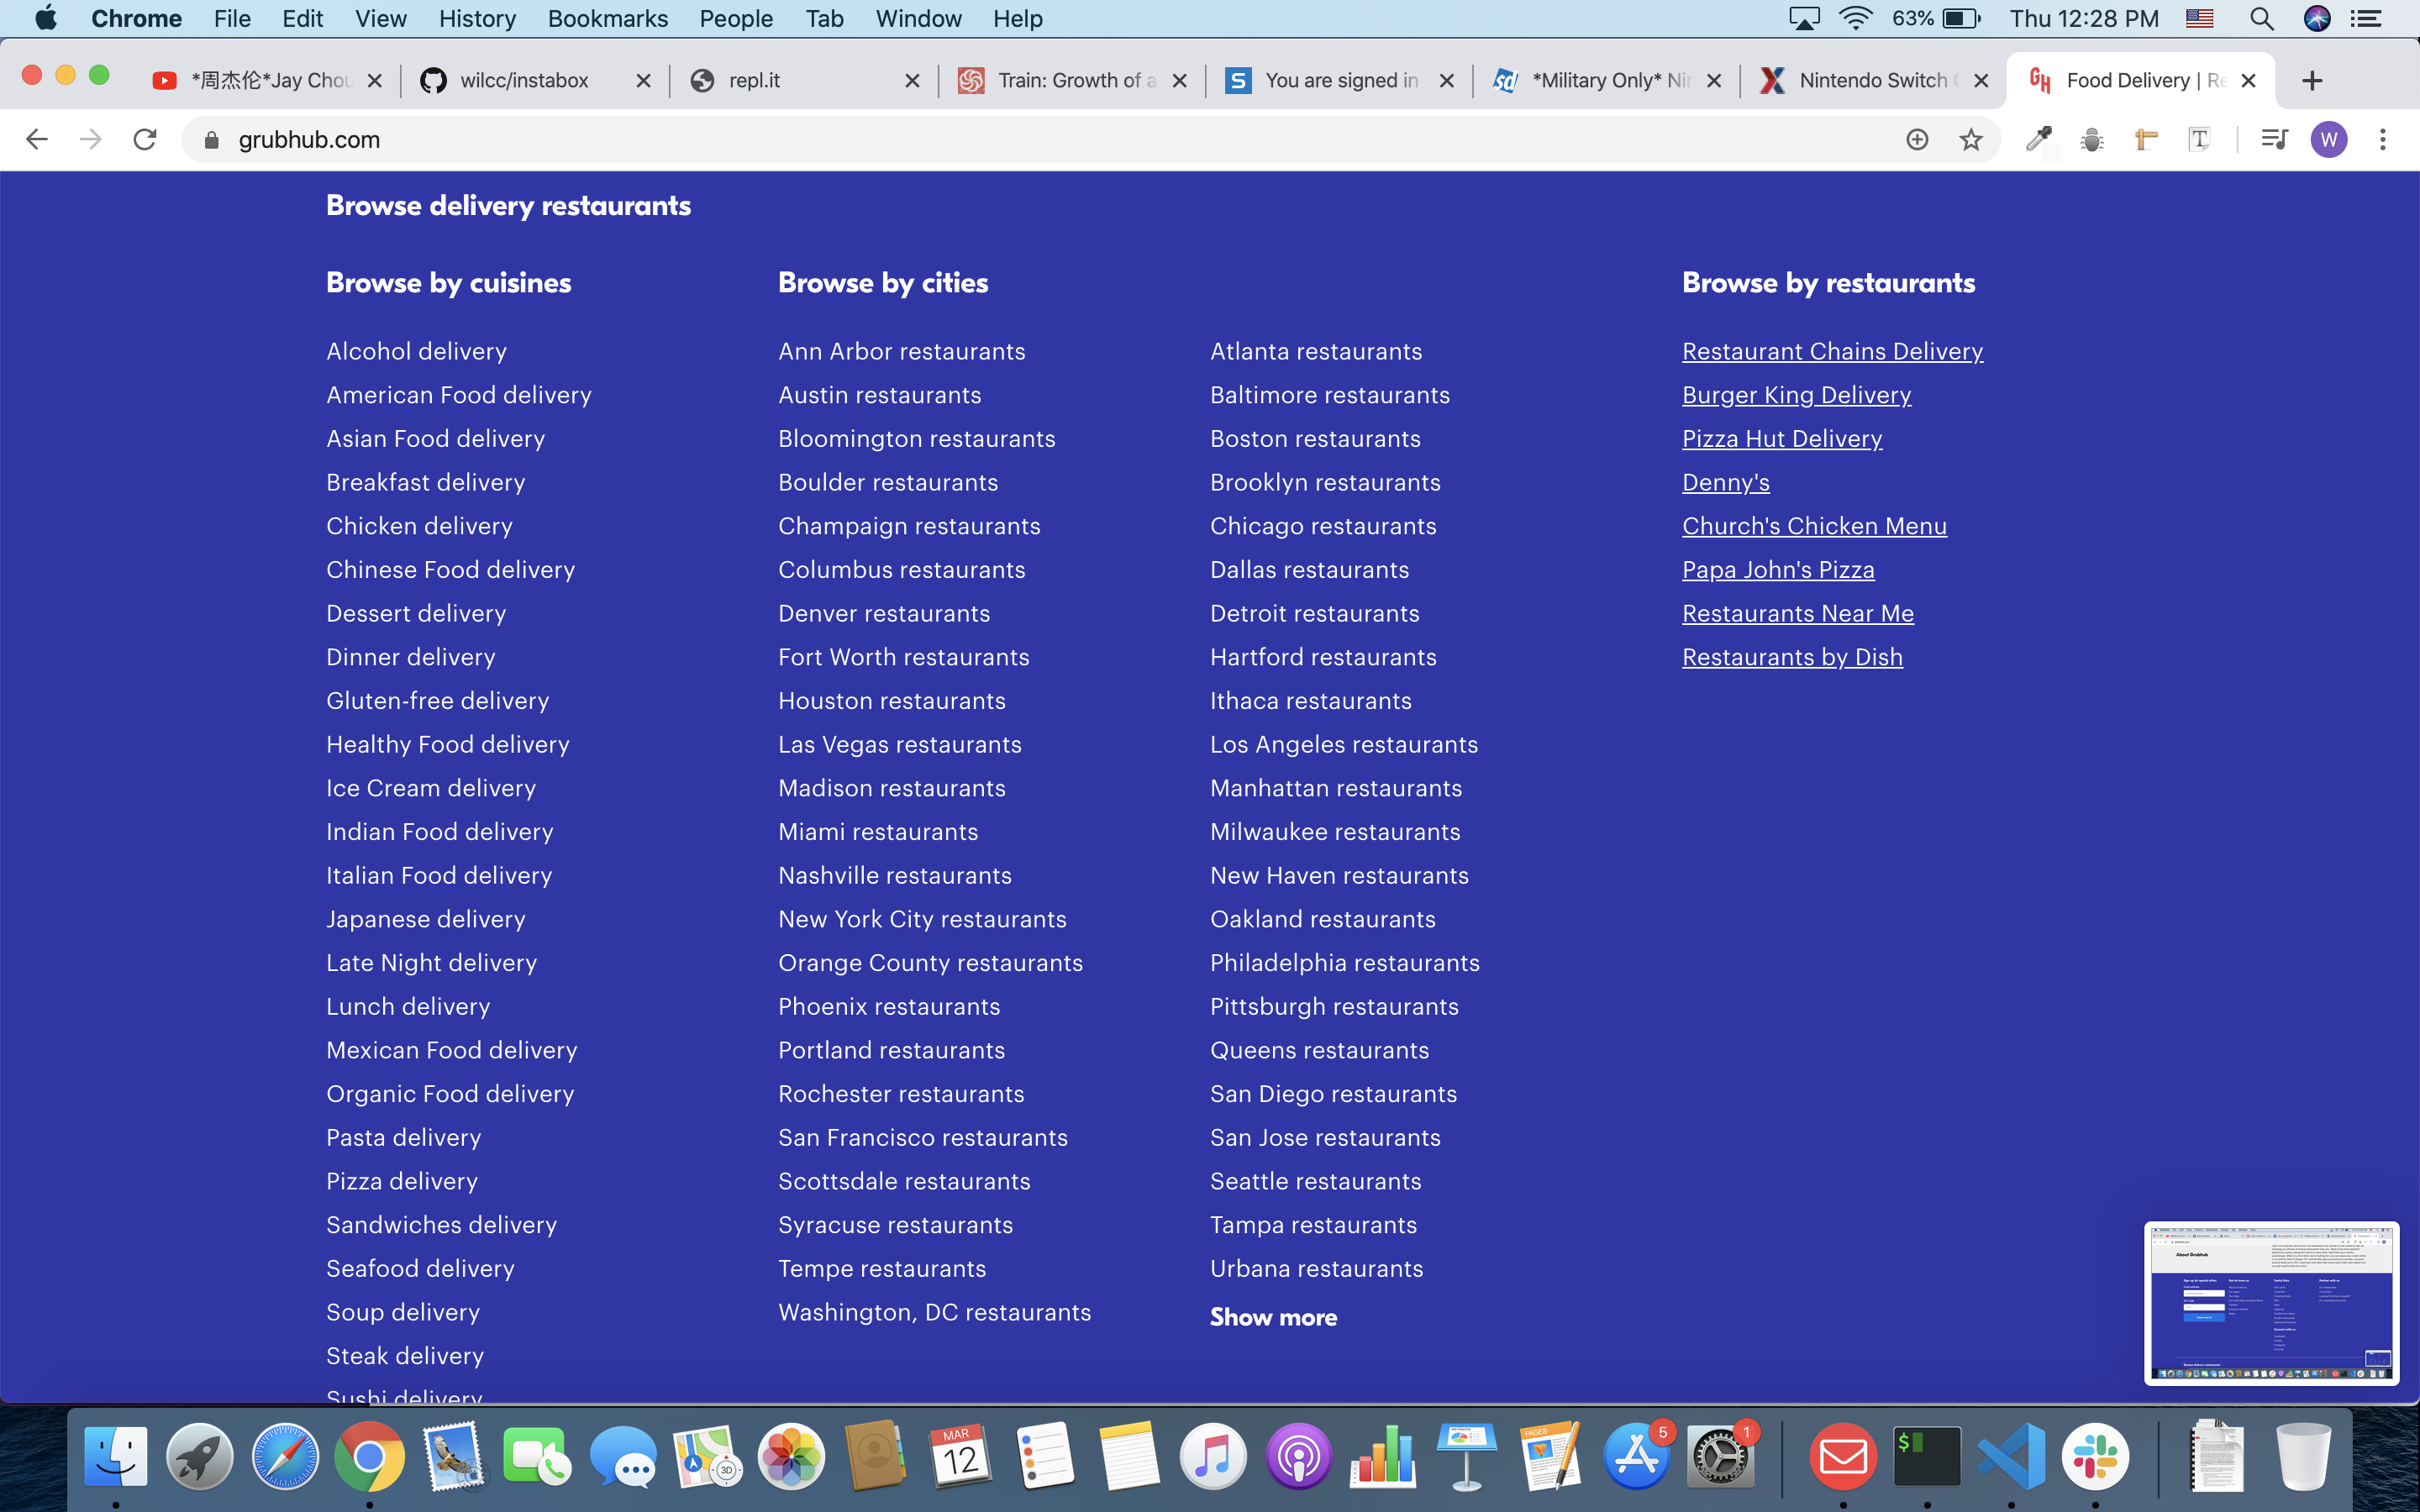 Chrome File Edit View History Bookmarks People Tab Window Help 63% Thu 12:28 PM
*周杰伦*Jay Chou wilcc/instabox repl.it Train: Growth of a You are signed in *Military Only* Nin Nintendo Switch Food Delivery | Re
grubhub.com W
Browse delivery restaurants
Browse by cuisines
Alcohol delivery
American Food delivery
Asian Food delivery
Breakfast delivery
Chicken delivery
Chinese Food delivery
Dessert delivery
Dinner delivery
Gluten-free delivery
Healthy Food delivery
Ice Cream delivery
Indian Food delivery
Italian Food delivery
Japanese delivery
Late Night delivery
Lunch delivery
Mexican Food delivery
Organic Food delivery
Pasta delivery
Pizza delivery
Sandwiches delivery
Seafood delivery
Soup delivery
Steak delivery
Sushi delivery
Browse by cities
Ann Arbor restaurants
Austin restaurants
Bloomington restaurants
Boulder restaurants
Champaign restaurants
Columbus restaurants
Denver restaurants
Fort Worth restaurants
Houston restaurants
Las Vegas restaurants
Madison restaurants
Miami restaurants
Nashville restaurants
New York City restaurants
Orange County restaurants
Phoenix restaurants
Portland restaurants
Rochester restaurants
San Francisco restaurants
Scottsdale restaurants
Syracuse restaurants
Tempe restaurants
Washington, DC restaurants
Atlanta restaurants
Baltimore restaurants
Boston restaurants
Brooklyn restaurants
Chicago restaurants
Dallas restaurants
Detroit restaurants
Hartford restaurants
Ithaca restaurants
Los Angeles restaurants
Manhattan restaurants
Milwaukee restaurants
New Haven restaurants
Oakland restaurants
Philadelphia restaurants
Pittsburgh restaurants
Queens restaurants
San Diego restaurants
San Jose restaurants
Seattle restaurants
Tampa restaurants
Urbana restaurants
Show more
Browse by restaurants
Restaurant Chains Delivery
Burger King Delivery
Pizza Hut Delivery
Denny's
Church's Chicken Menu
Papa John's Pizza
Restaurants Near Me
Restaurants by Dish
About Grubhub
MAR
12
3D
PAGES
5
1
$